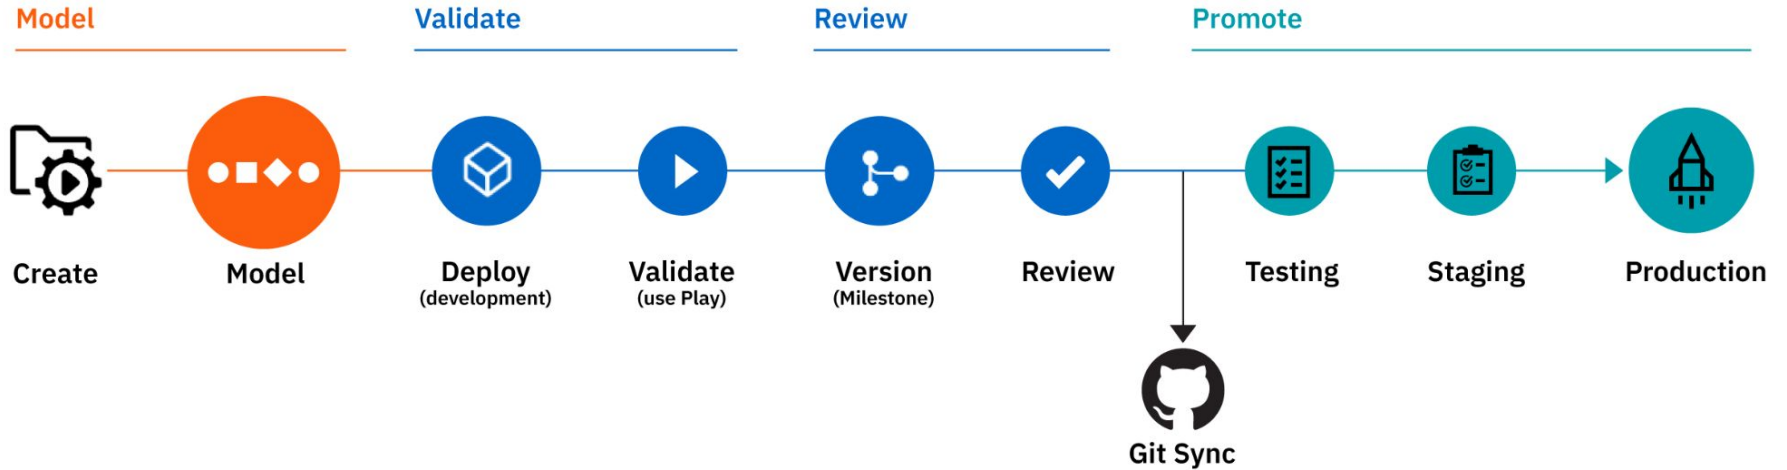 Model
Validate
Review
Promote
Create
Model
Deploy
(development)
Validate
(use Play)
Version
(Milestone)
Review
Testing
Staging
Production
Git Sync